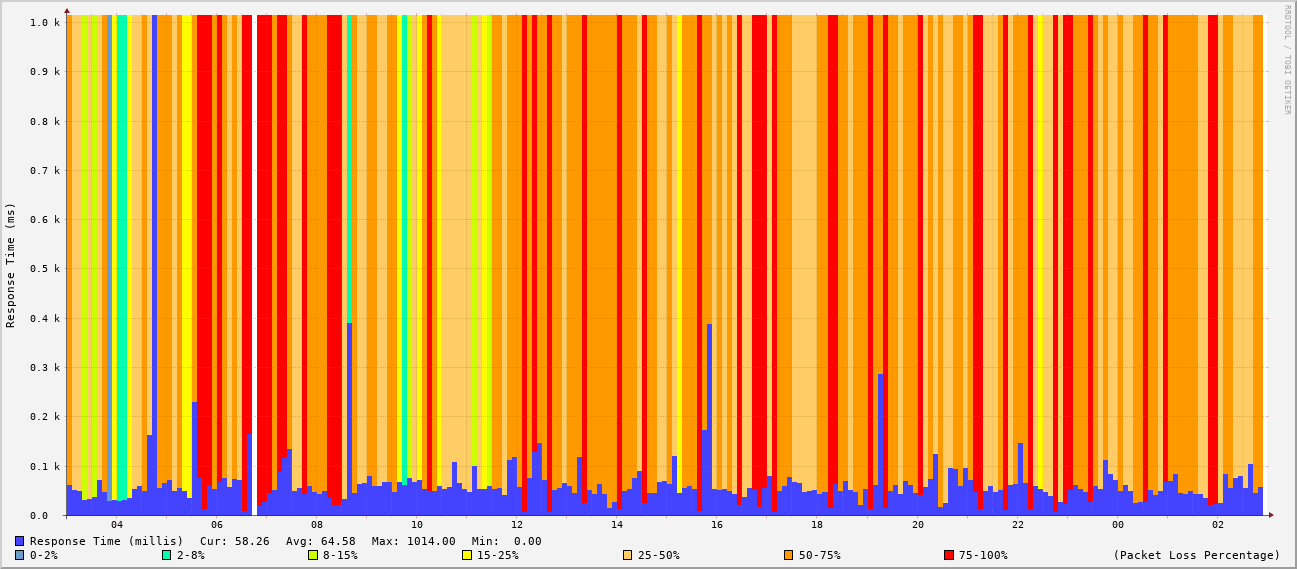 RRDTOOL / TOBI OETIKER
Response Time (ms)
1.0 k
0.9 k
0.8 k
0.7 k
0.6 k
0.5 k
0.4 k
0.3 k
0.2 k
0.1 k
0.0
04 06 08 10 12 14 16 18 20 22 00 02
Response Time (millis) Cur: 58.26 Avg: 64.58 Max: 1014.00 Min: 0.00
0-2% 2-8% 8-15% 15-25% 25-50% 50-75% 75-100% (Packet Loss Percentage)